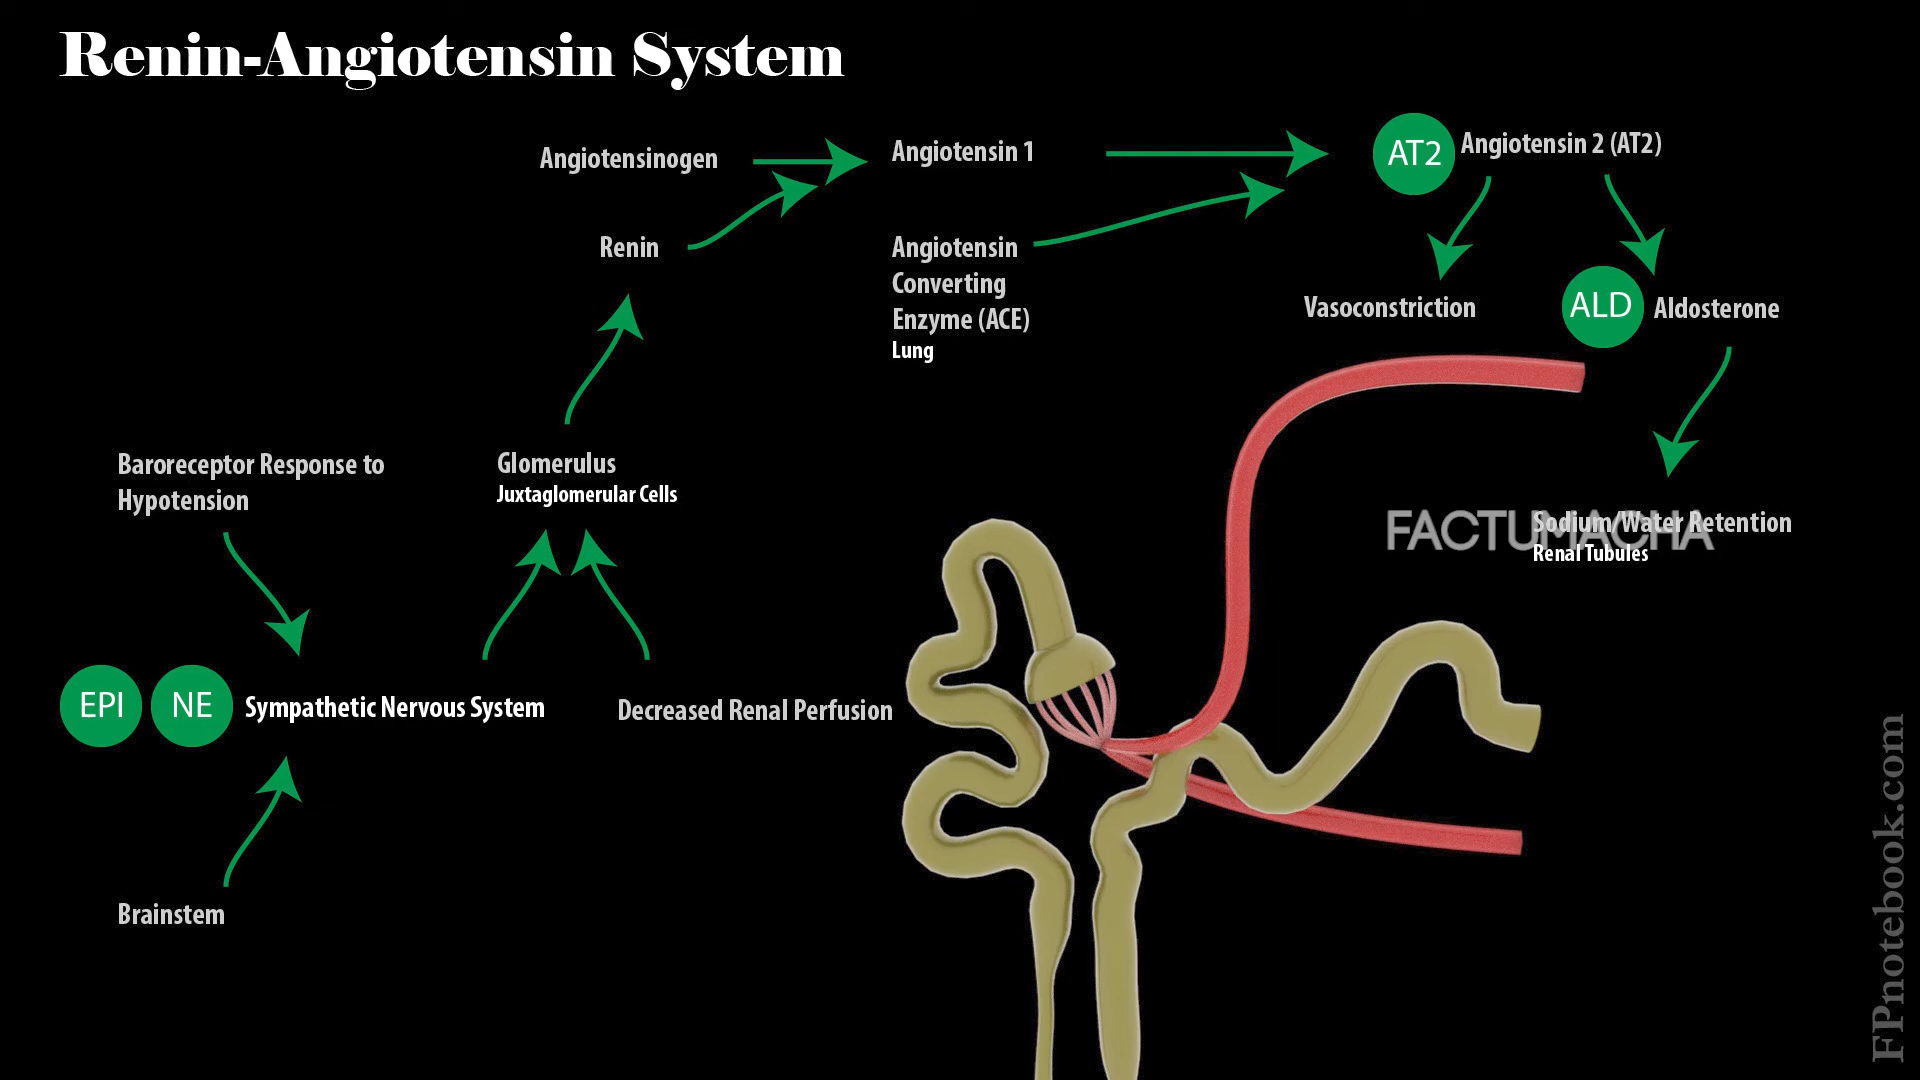 Renin-Angiotensin System
Angiotensinogen
Angiotensin 1
AT2
Angiotensin 2 (AT2)
Renin
Angiotensin
Converting
Enzyme (ACE)
Lung
Vasoconstriction
ALD
Aldosterone
Baroreceptor Response to
Hypotension
Glomerulus
Juxtaglomerular Cells
FACTUMACHA
Sodium/Water Retention
Renal Tubules
EPI
NE
Sympathetic Nervous System
Decreased Renal Perfusion
Brainstem
FPnotebook.com